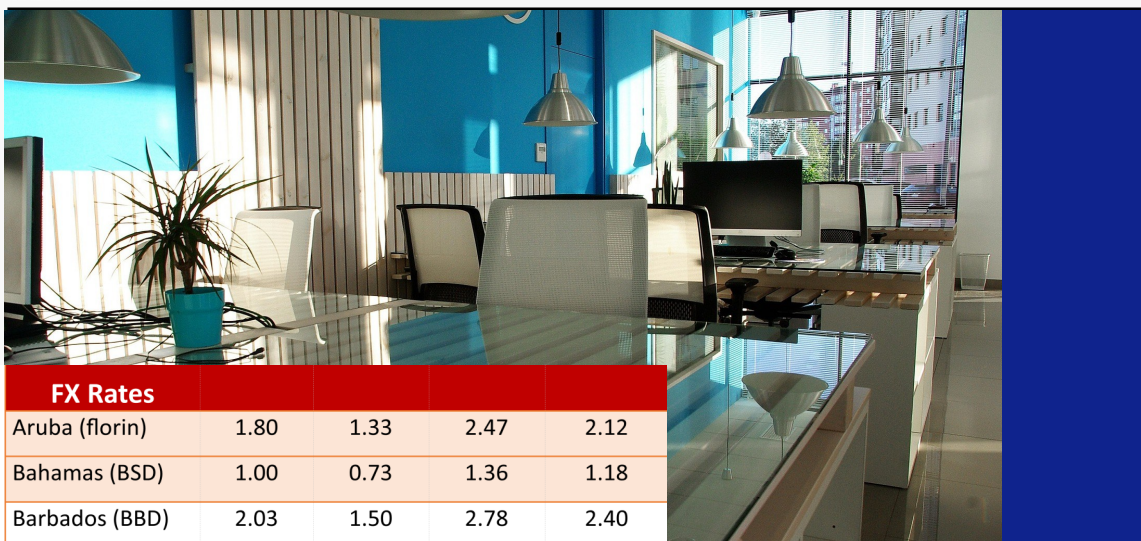 FX Rates
Aruba (florin) 1.80 1.33 2.47 2.12
Bahamas (BSD) 1.00 0.73 1.36 1.18
Barbados (BBD) 2.03 1.50 2.78 2.40